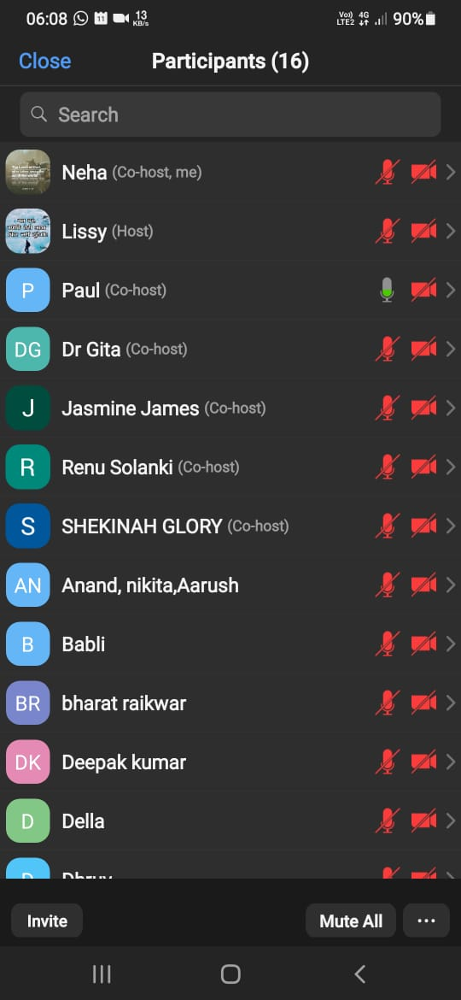 06:08 11 13 KB/s Vo) LTE2 4G 90%
Close Participants (16)
Search
Neha (Co-host, me)
Lissy (Host)
P Paul (Co-host)
DG Dr Gita (Co-host)
J Jasmine James (Co-host)
R Renu Solanki (Co-host)
S SHEKINAH GLORY (Co-host)
AN Anand, nikita,Aarush
B Babli
BR bharat raikwar
DK Deepak kumar
D Della
D Dhruv
Invite Mute All